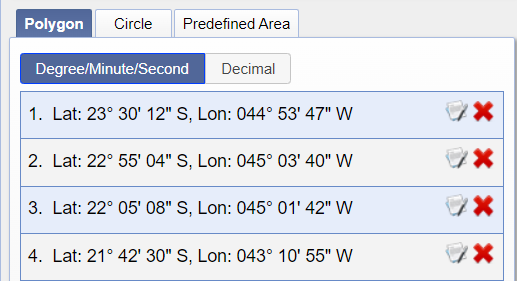 Polygon Circle Predefined Area
Degree/Minute/Second Decimal
1. Lat: 23° 30' 12" S, Lon: 044° 53' 47" W
2. Lat: 22° 55' 04" S, Lon: 045° 03' 40" W
3. Lat: 22° 05' 08" S, Lon: 045° 01' 42" W
4. Lat: 21° 42' 30" S, Lon: 043° 10' 55" W